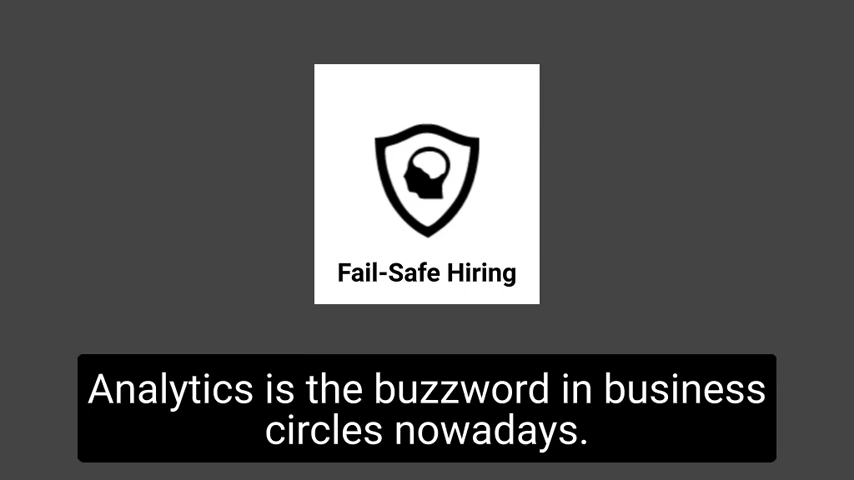 Fail-Safe Hiring
Analytics is the buzzword in business
circles nowadays.